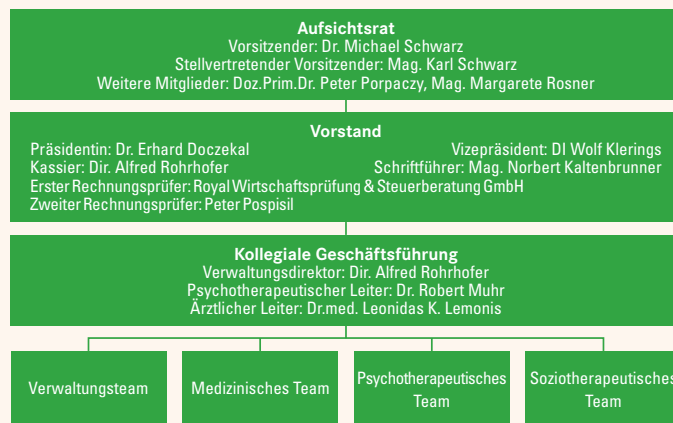 Aufsichtsrat
Vorsitzender: Dr. Michael Schwarz
Stellvertretender Vorsitzender: Mag. Karl Schwarz
Weitere Mitglieder: Doz.Prim.Dr. Peter Porpaczy, Mag. Margarete Rosner
Vorstand
Präsidentin: Dr. Erhard Doczekal Vizepräsident: DI Wolf Klerings
Kassier: Dir. Alfred Rohrhofer Schriftführer: Mag. Norbert Kaltenbrunner
Erster Rechnungsprüfer: Royal Wirtschaftsprüfung & Steuerberatung GmbH
Zweiter Rechnungsprüfer: Peter Pospisil
Kollegiale Geschäftsführung
Verwaltungsdirektor: Dir. Alfred Rohrhofer
Psychotherapeutischer Leiter: Dr. Robert Muhr
Ärztlicher Leiter: Dr.med. Leonidas K. Lemonis
Verwaltungsteam
Medizinisches Team
Psychotherapeutisches
Team
Soziotherapeutisches
Team